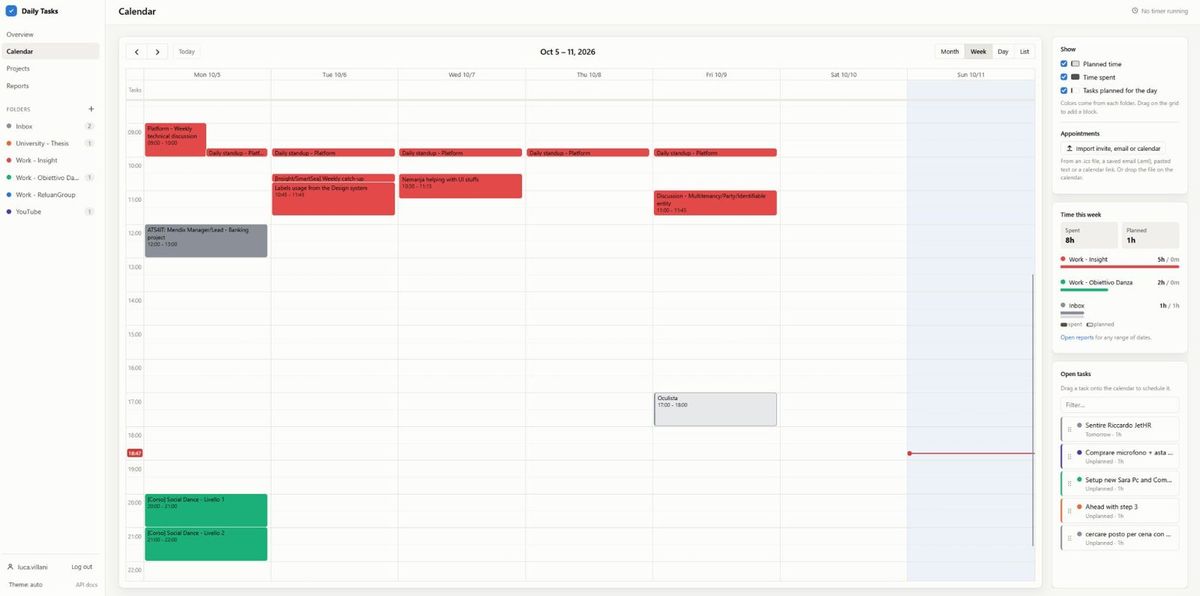 Daily Tasks
Overview
Calendar
Projects
Reports
FOLDERS +
Inbox 2
University - Thesis 1
Work - Insight
Work - Obiettivo Da... 1
Work - ReluanGroup
YouTube 1
luca.villani Log out
Theme: auto API docs
Calendar
No timer running
Today
Oct 5 – 11, 2026
Month Week Day List
Mon 10/5 Tue 10/6 Wed 10/7 Thu 10/8 Fri 10/9 Sat 10/10 Sun 10/11
Tasks
09:00
10:00
11:00
12:00
13:00
14:00
15:00
16:00
17:00
18:00
18:47
19:00
20:00
21:00
22:00
Platform - Weekly
technical discussion
09:00 - 10:00
Daily standup - Platf...
ATS4IT: Mendix Manager/Lead - Banking
project
12:00 - 13:00
[Corso] Social Dance - Livello 1
20:00 - 21:00
[Corso] Social Dance - Livello 2
21:00 - 22:00
Daily standup - Platform
[Insight/SmartSea] Weekly catch-up
Labels usage from the Design system
10:45 - 11:45
Daily standup - Platform
Nemanja helping with UI stuffs
10:30 - 11:15
Daily standup - Platform
Daily standup - Platform
Discussion - Multitenancy/Party/Identifiable
entity
11:00 - 11:45
Oculista
17:00 - 18:00
Show
Planned time
Time spent
Tasks planned for the day
Colors come from each folder. Drag on the grid
to add a block.
Appointments
Import invite, email or calendar
From an .ics file, a saved email (.eml), pasted
text or a calendar link. Or drop the file on the
calendar.
Time this week
Spent Planned
8h 1h
Work - Insight 5h / 0m
Work - Obiettivo Danza 2h / 0m
Inbox 1h / 1h
spent planned
Open reports for any range of dates.
Open tasks
Drag a task onto the calendar to schedule it.
Filter...
Sentire Riccardo JetHR
Tomorrow · 1h
Comprare microfono + asta ...
Unplanned · 1h
Setup new Sara Pc and Com...
Unplanned · 1h
Ahead with step 3
Unplanned · 1h
cercare posto per cena con ...
Unplanned · 1h